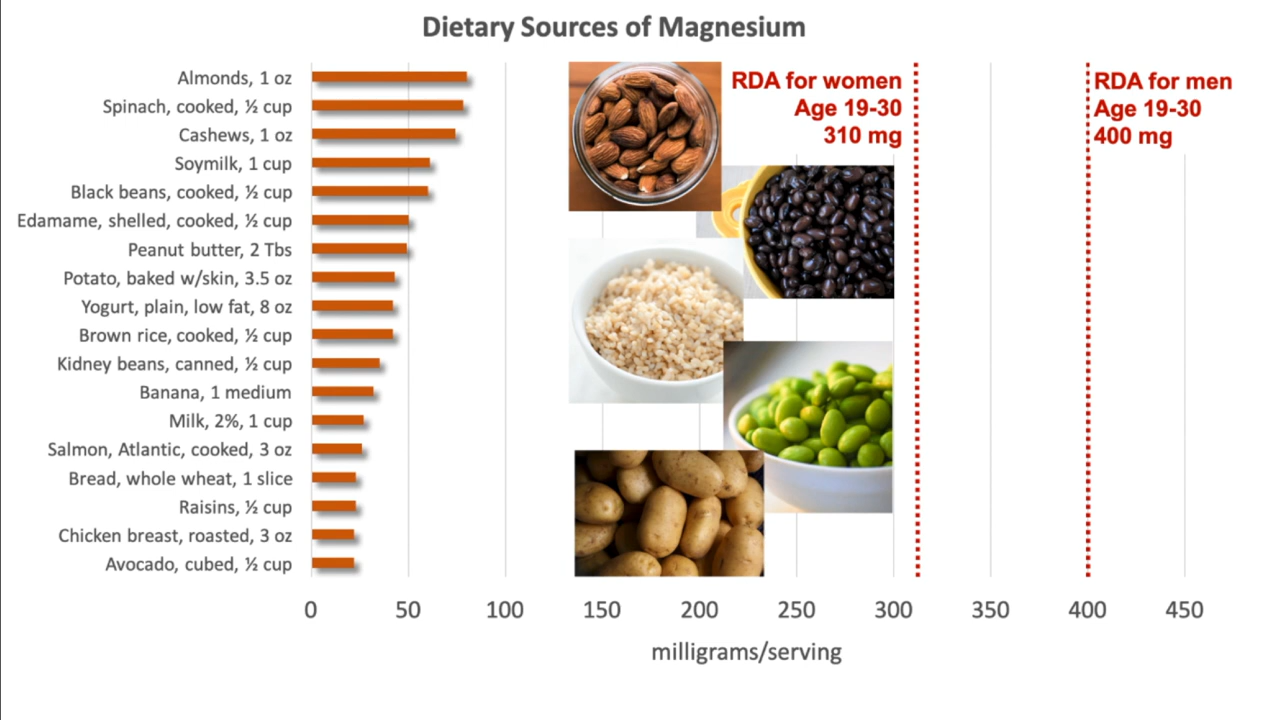 Dietary Sources of Magnesium
Almonds, 1 oz
Spinach, cooked, ½ cup
Cashews, 1 oz
Soymilk, 1 cup
Black beans, cooked, ½ cup
Edamame, shelled, cooked, ½ cup
Peanut butter, 2 Tbs
Potato, baked w/skin, 3.5 oz
Yogurt, plain, low fat, 8 oz
Brown rice, cooked, ½ cup
Kidney beans, canned, ½ cup
Banana, 1 medium
Milk, 2%, 1 cup
Salmon, Atlantic, cooked, 3 oz
Bread, whole wheat, 1 slice
Raisins, ½ cup
Chicken breast, roasted, 3 oz
Avocado, cubed, ½ cup
RDA for women
Age 19-30
310 mg
RDA for men
Age 19-30
400 mg
0 50 100 150 200 250 300 350 400 450
milligrams/serving